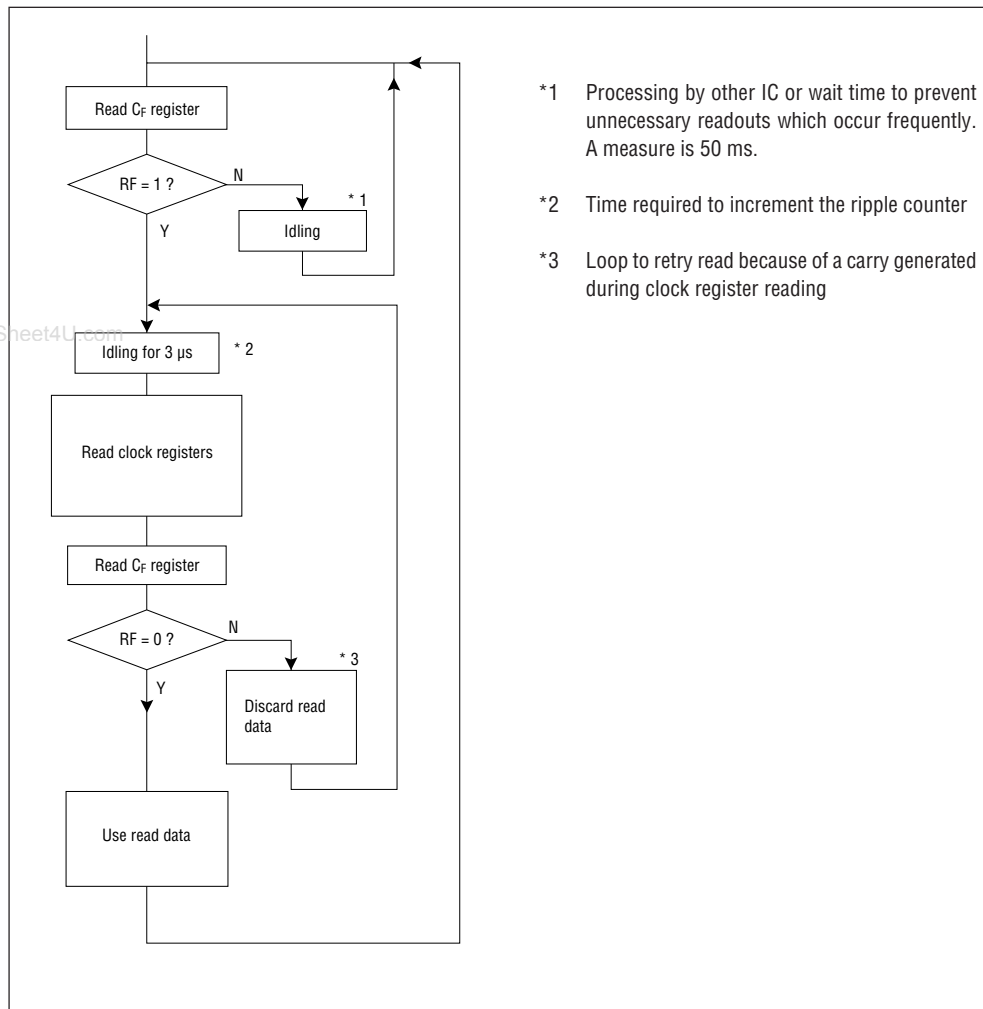 Read CF register
RF = 1 ?
N
Y
* 1
Idling
Sheet4U.com
Idling for 3 µs
* 2
Read clock registers
Read CF register
RF = 0 ?
N
Y
* 3
Discard read
data
Use read data
*1 Processing by other IC or wait time to prevent
unnecessary readouts which occur frequently.
A measure is 50 ms.
*2 Time required to increment the ripple counter
*3 Loop to retry read because of a carry generated
during clock register reading